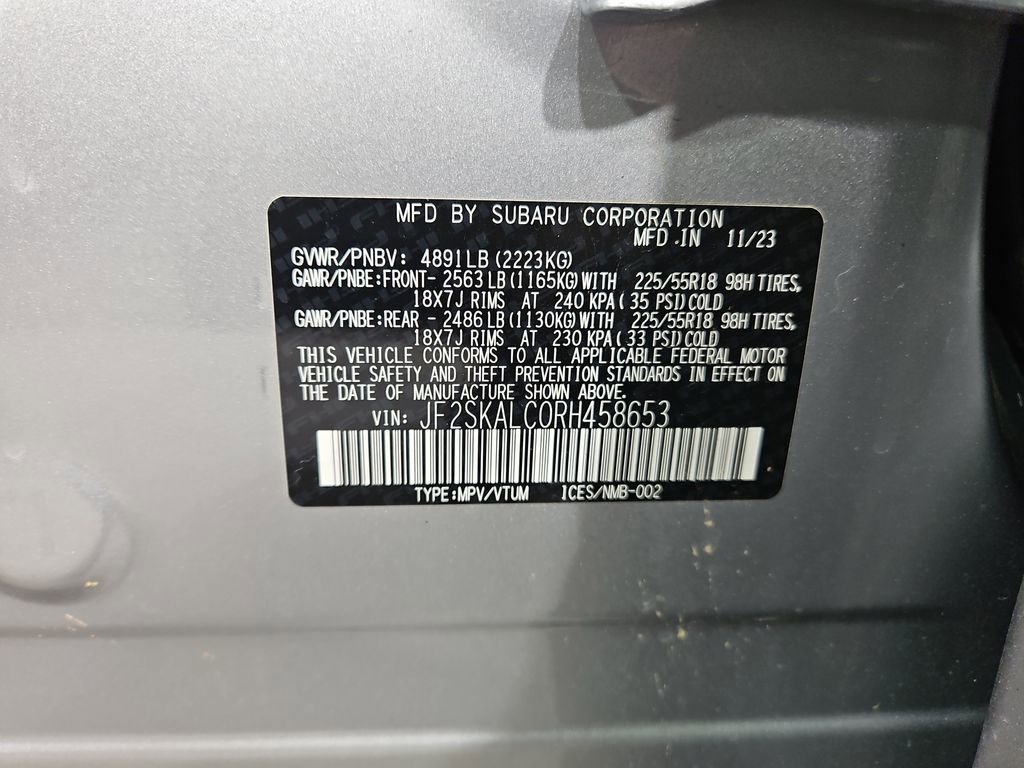 MFD BY SUBARU CORPORATION
MFD .IN 11/23
GVWR/PNBV: 4891LB (2223KG)
GAWR/PNBE:FRONT- 2563 LB (1165KG) WITH 225/55R18 98H TIRES,
18X7J RIMS AT 240 KPA ( 35 PSI) COLD
GAWR/PNBE:REAR - 2486 LB (1130KG) WITH 225/55R18 98H TIRES,
18X7J RIMS AT 230 KPA ( 33 PSI) COLD
THIS VEHICLE CONFORMS TO ALL APPLICABLE FEDERAL MOTOR
VEHICLE SAFETY AND THEFT PREVENTION STANDARDS IN EFFECT ON
THE DATE OF MANUFACTURE SHOWN ABOVE.
VIN: JF2SKALC0RH458653
TYPE:MPV/VTUM ICES/NMB-002